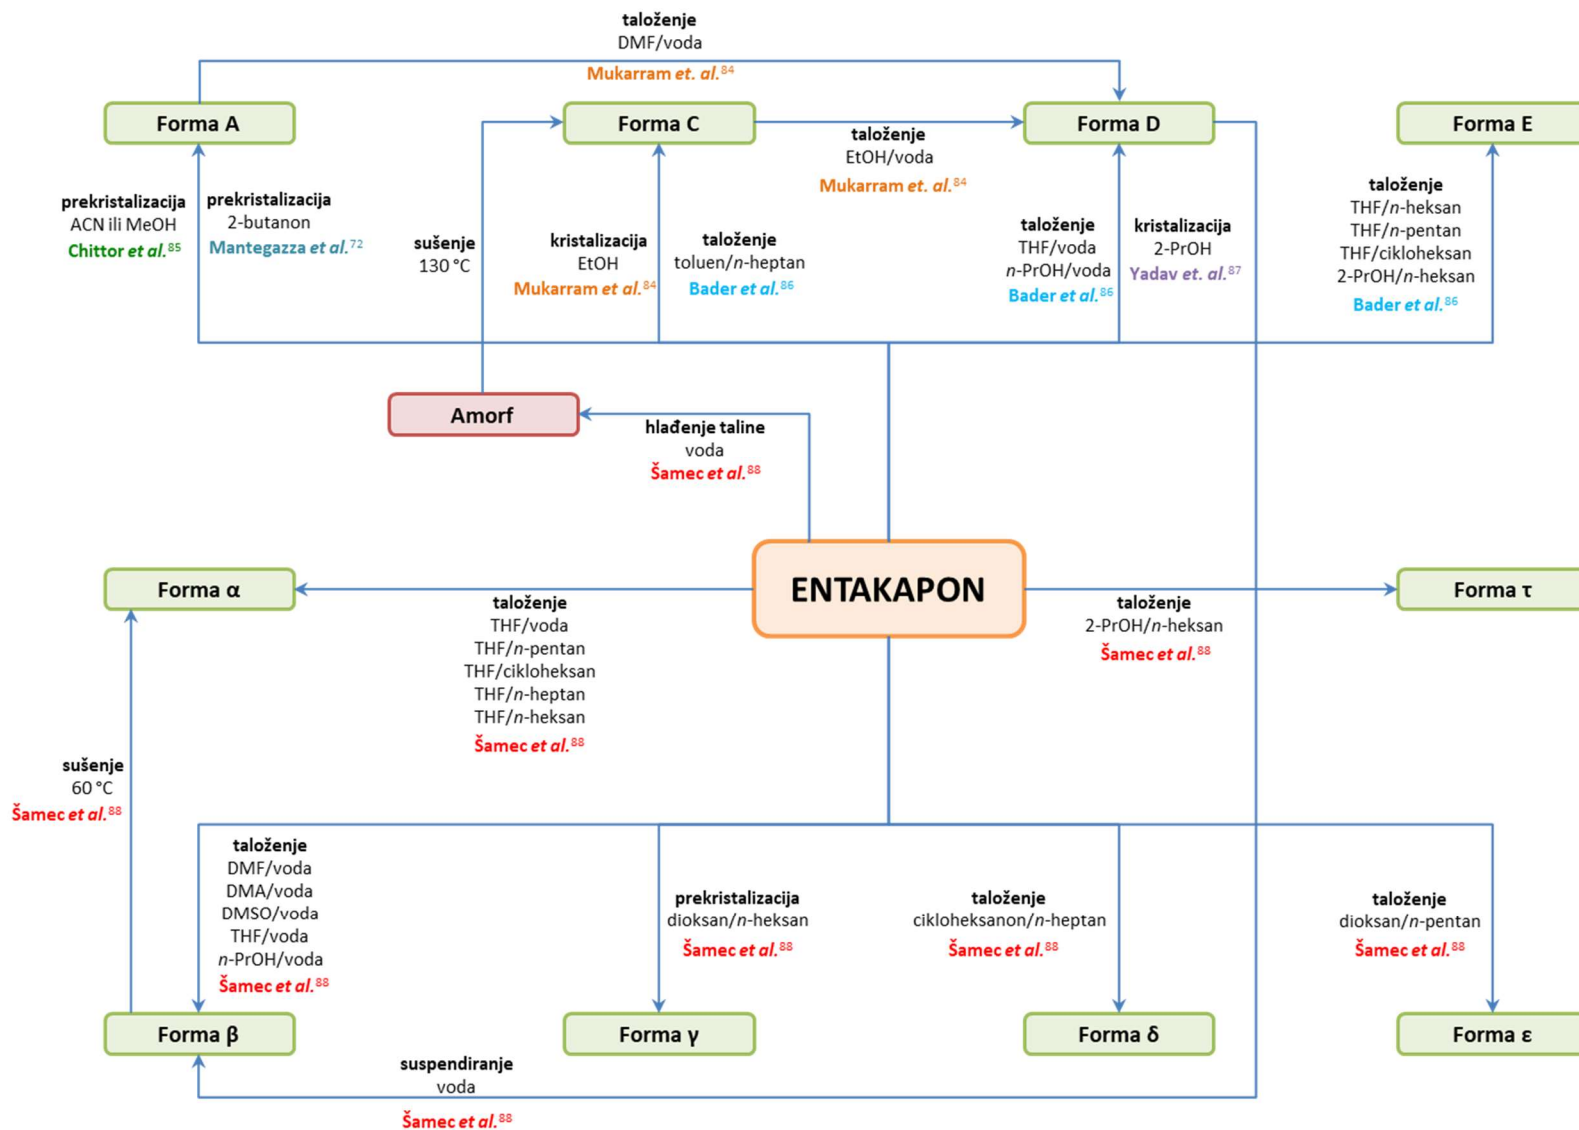 taloženje
DMF/voda
Mukarram et. al.84
Forma A
Forma C
Forma D
Forma E
taloženje
EtOH/voda
Mukarram et. al.84
prekristalizacija
ACN ili MeOH
Chittor et al.85
prekristalizacija
2-butanon
Mantegazza et al.72
sušenje
130 °C
kristalizacija
EtOH
Mukarram et al.84
taloženje
toluen/n-heptan
Bader et al.86
taloženje
THF/voda
n-PrOH/voda
Bader et al.86
kristalizacija
2-PrOH
Yadav et. al.87
taloženje
THF/n-heksan
THF/n-pentan
THF/cikloheksan
2-PrOH/n-heksan
Bader et al.86
Amorf
hlađenje taline
voda
Šamec et al.88
ENTAKAPON
Forma α
Forma τ
taloženje
THF/voda
THF/n-pentan
THF/cikloheksan
THF/n-heptan
THF/n-heksan
Šamec et al.88
taloženje
2-PrOH/n-heksan
Šamec et al.88
sušenje
60 °C
Šamec et al.88
taloženje
DMF/voda
DMA/voda
DMSO/voda
THF/voda
n-PrOH/voda
Šamec et al.88
prekristalizacija
dioksan/n-heksan
Šamec et al.88
taloženje
cikloheksanon/n-heptan
Šamec et al.88
taloženje
dioksan/n-pentan
Šamec et al.88
Forma β
Forma γ
Forma δ
Forma ε
suspendiranje
voda
Šamec et al.88